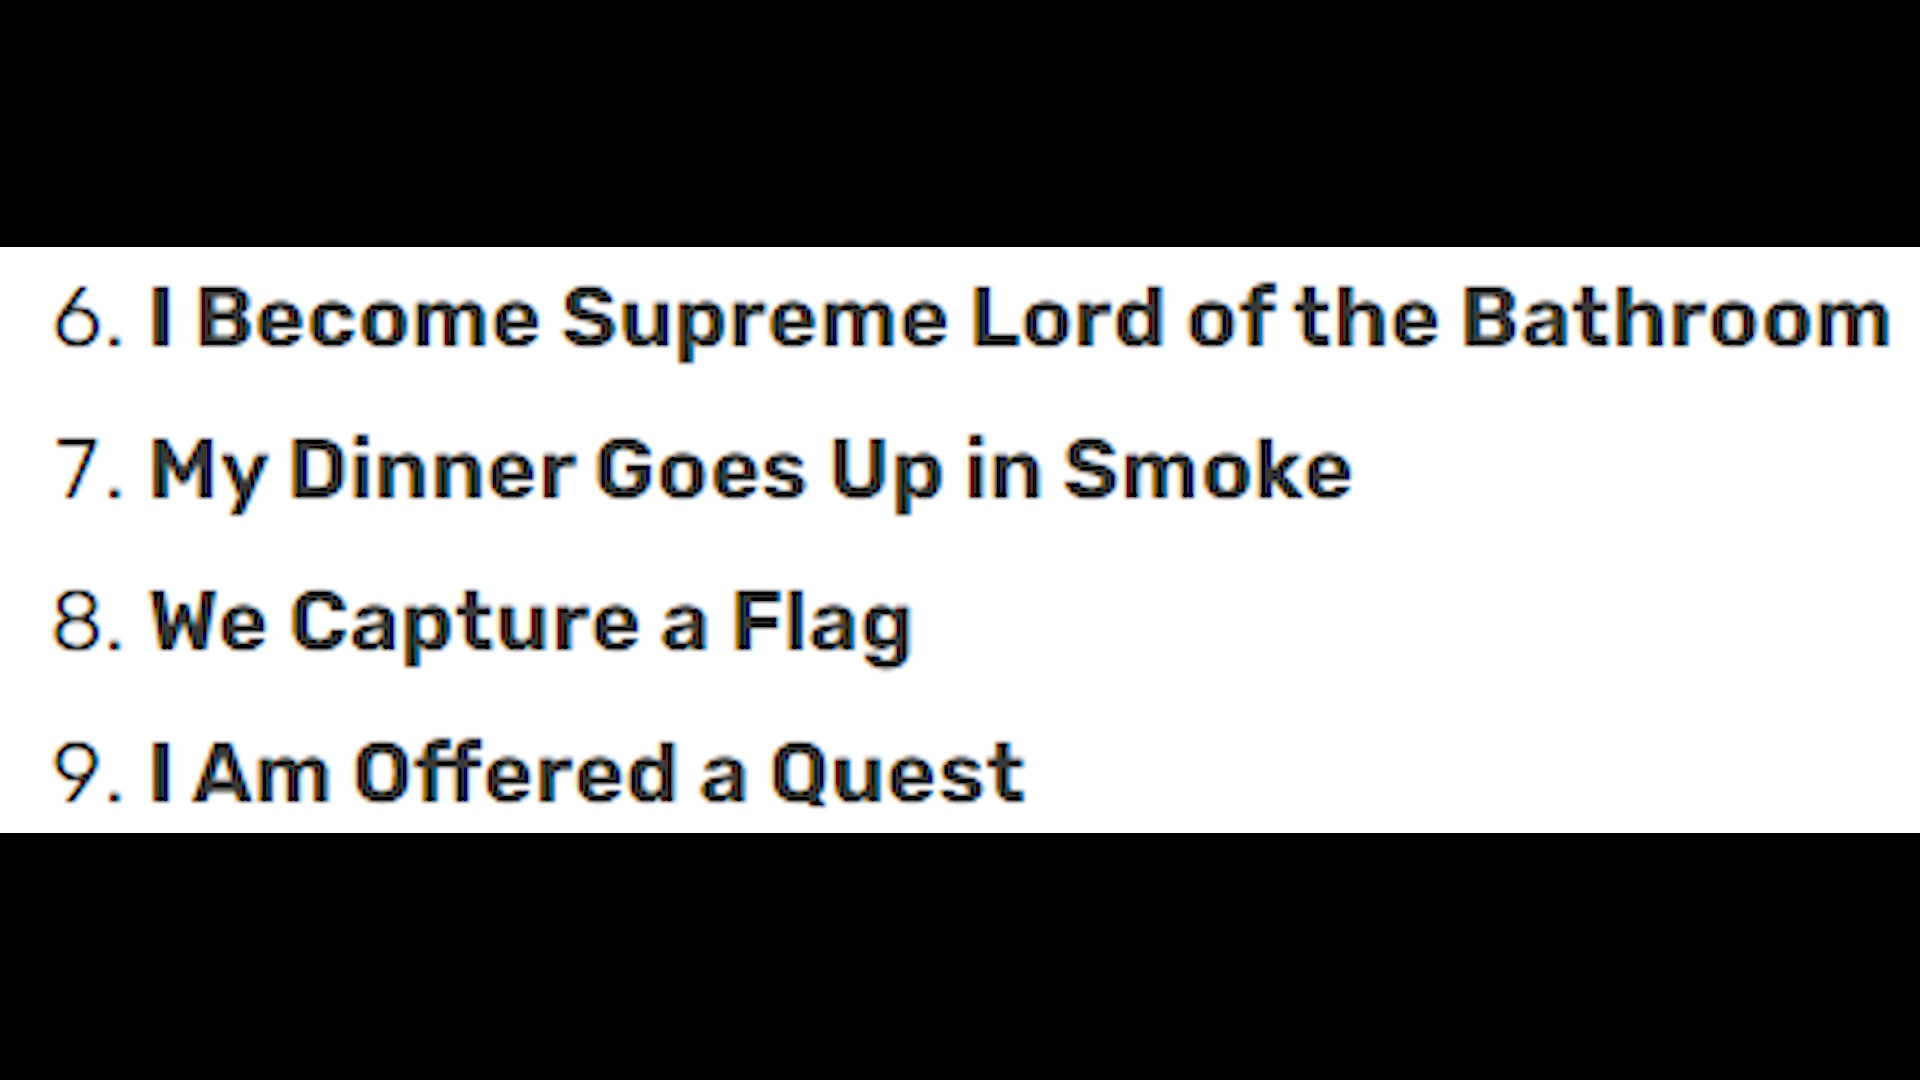 6. I Become Supreme Lord of the Bathroom
7. My Dinner Goes Up in Smoke
8. We Capture a Flag
9. I Am Offered a Quest